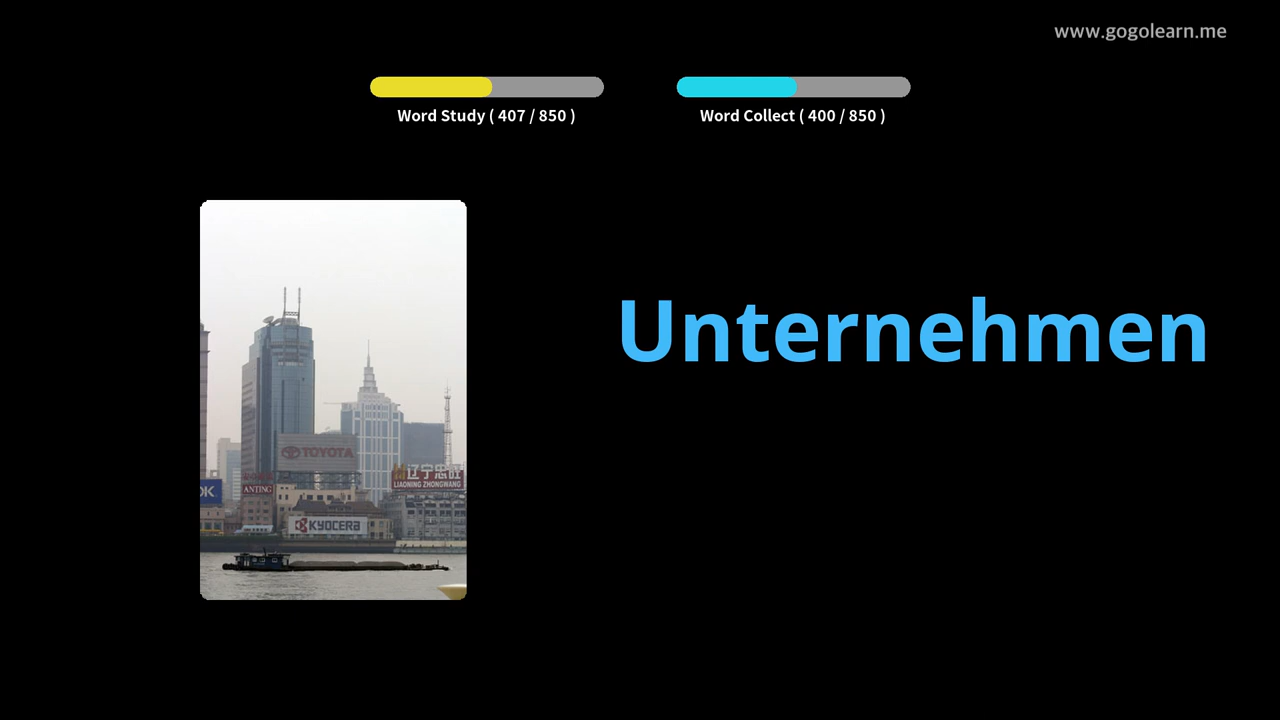 www.gogolearn.me
Word Study ( 407 / 850 )
Word Collect ( 400 / 850 )
Unternehmen
TOYOTA
辽宁忠旺
LIAONING ZHONGWANG
OK
ANTING
KYOCERA